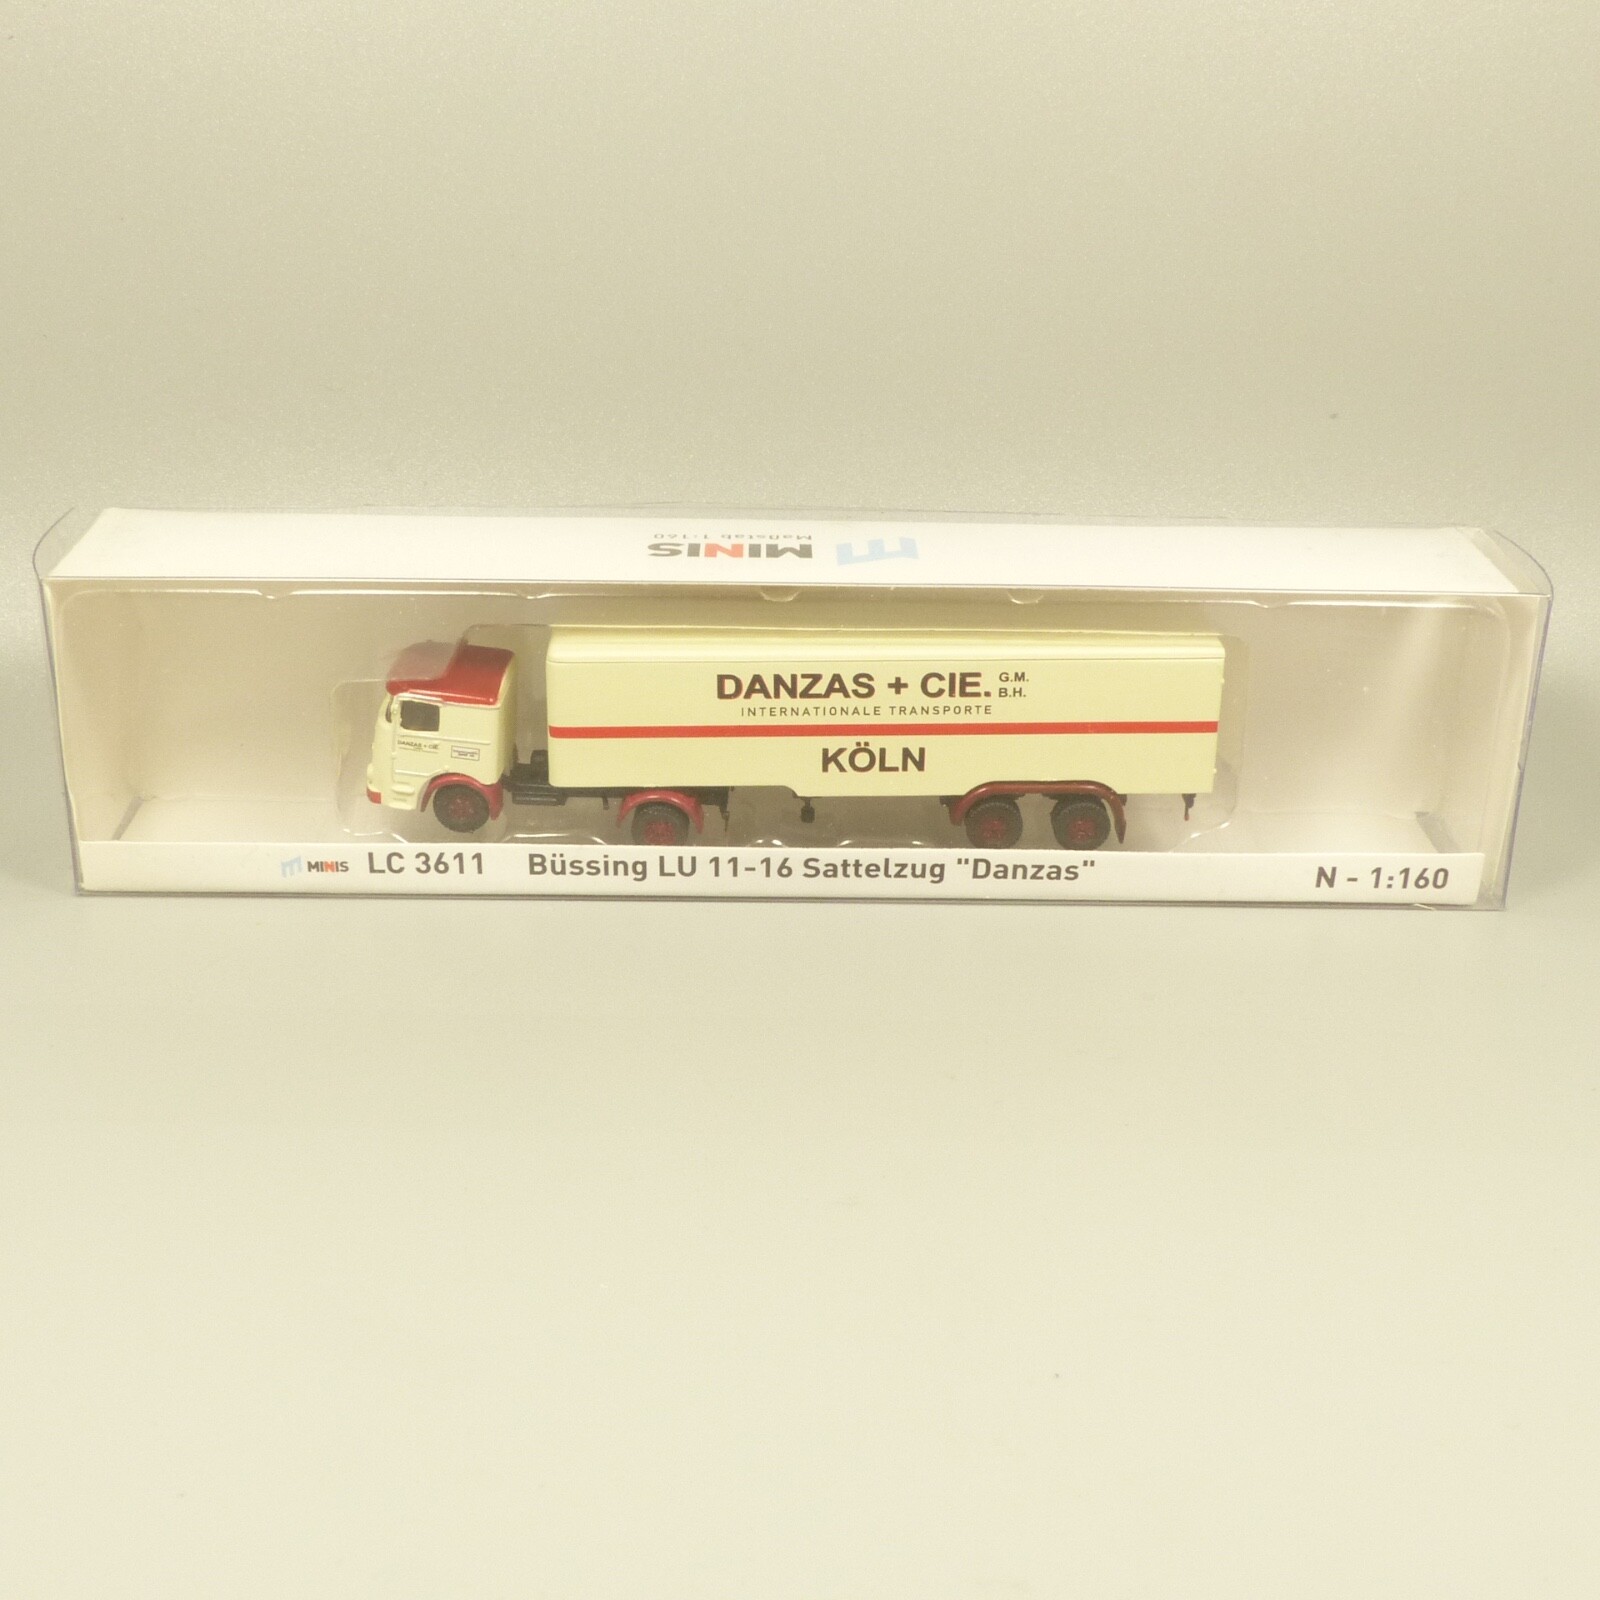 MINIS
Maßstab 1:160
DANZAS + CIE. G.M.
B.H.
INTERNATIONALE TRANSPORTE
KÖLN
DANZAS + CIE
MINIS LC 3611 Büssing LU 11-16 Sattelzug "Danzas" N - 1:160